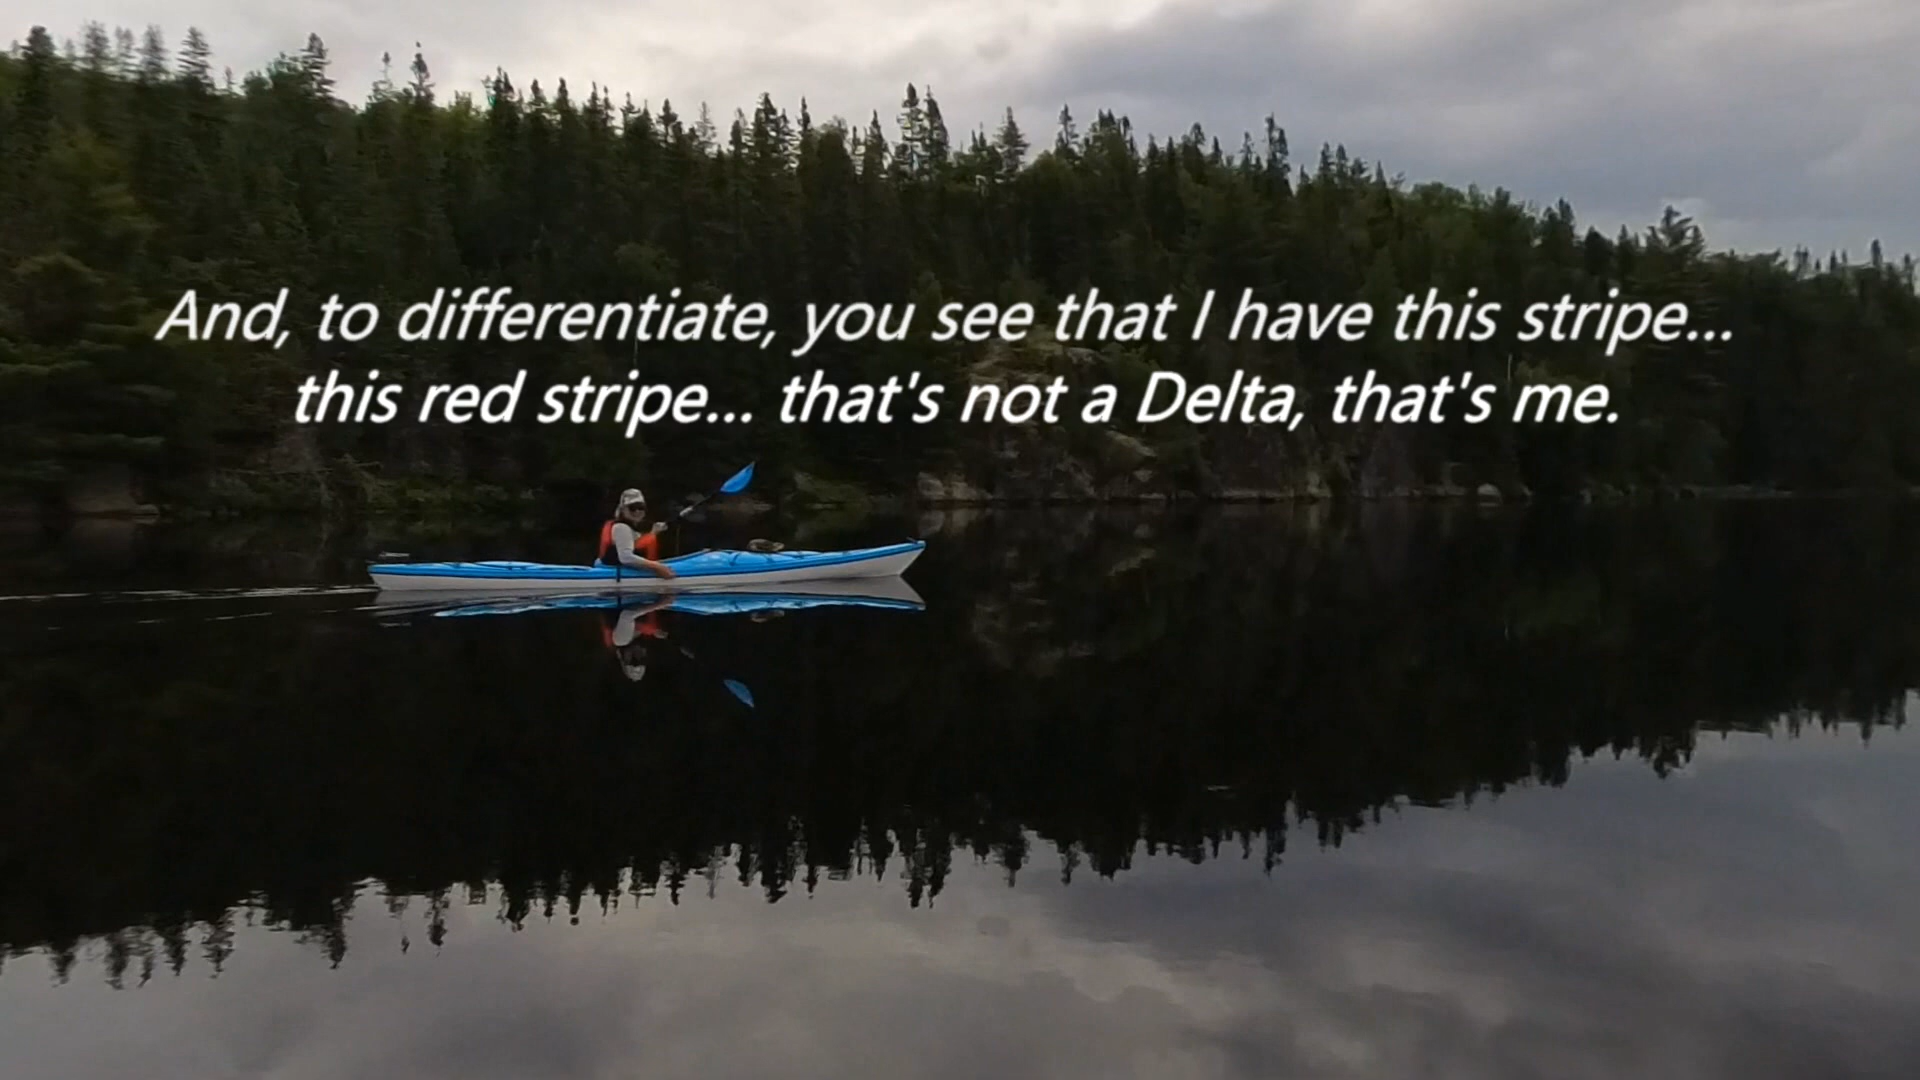 And, to differentiate, you see that I have this stripe...
this red stripe... that's not a Delta, that's me.